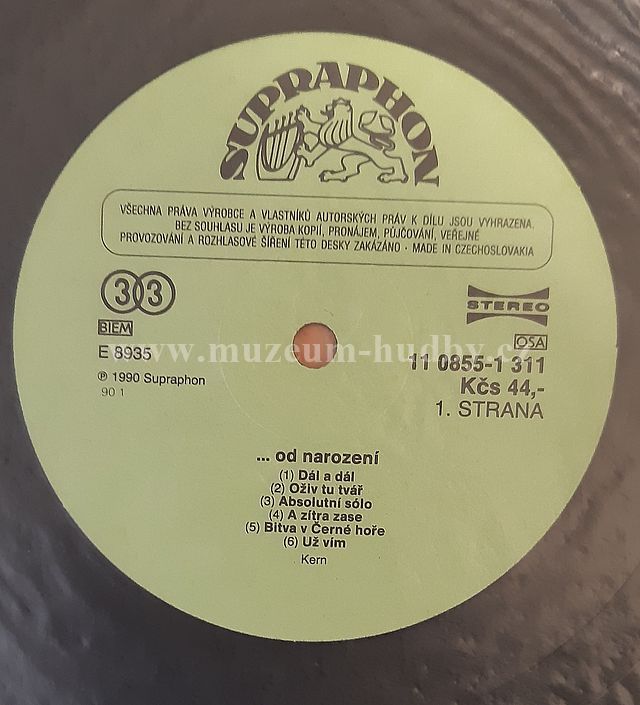 SUPRAPHON
VŠECHNA PRÁVA VÝROBCE A VLASTNÍKŮ AUTORSKÝCH PRÁV K DÍLU JSOU VYHRAZENA.
BEZ SOUHLASU JE VÝROBA KOPIÍ, PRONÁJEM, PŮJČOVÁNÍ, VEŘEJNÉ
PROVOZOVÁNÍ A ROZHLASOVÉ ŠÍŘENÍ TÉTO DESKY ZAKÁZÁNO · MADE IN CZECHOSLOVAKIA
33
STEREO
BIEM
OSA
www.muzeum-hudby.cz
E 8935
11 0855-1 311
℗ 1990 Supraphon
Kčs 44,-
90 1
1. STRANA
... od narození
(1) Dál a dál
(2) Oživ tu tvář
(3) Absolutní sólo
(4) A zítra zase
(5) Bitva v Černé hoře
(6) Už vím
Kern